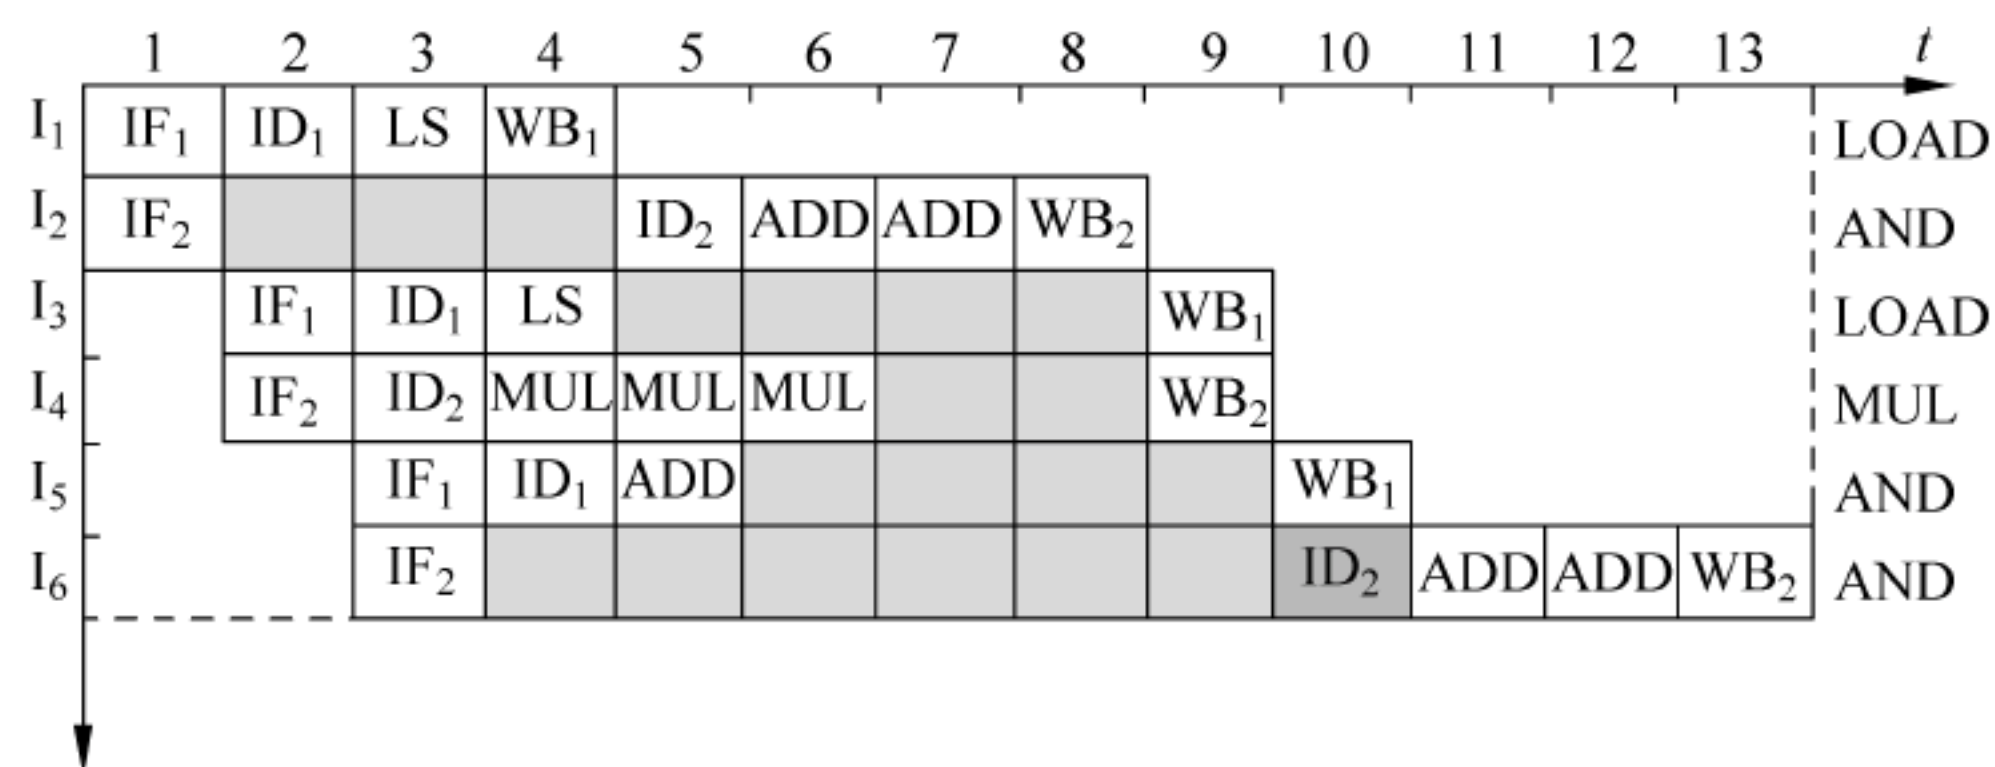 1 2 3 4 5 6 7 8 9 10 11 12 13 t
I₁ IF₁ ID₁ LS WB₁ LOAD
I₂ IF₂ ID₂ ADD ADD WB₂ AND
I₃ IF₁ ID₁ LS WB₁ LOAD
I₄ IF₂ ID₂ MUL MUL MUL WB₂ MUL
I₅ IF₁ ID₁ ADD WB₁ AND
I₆ IF₂ ID₂ ADD ADD WB₂ AND